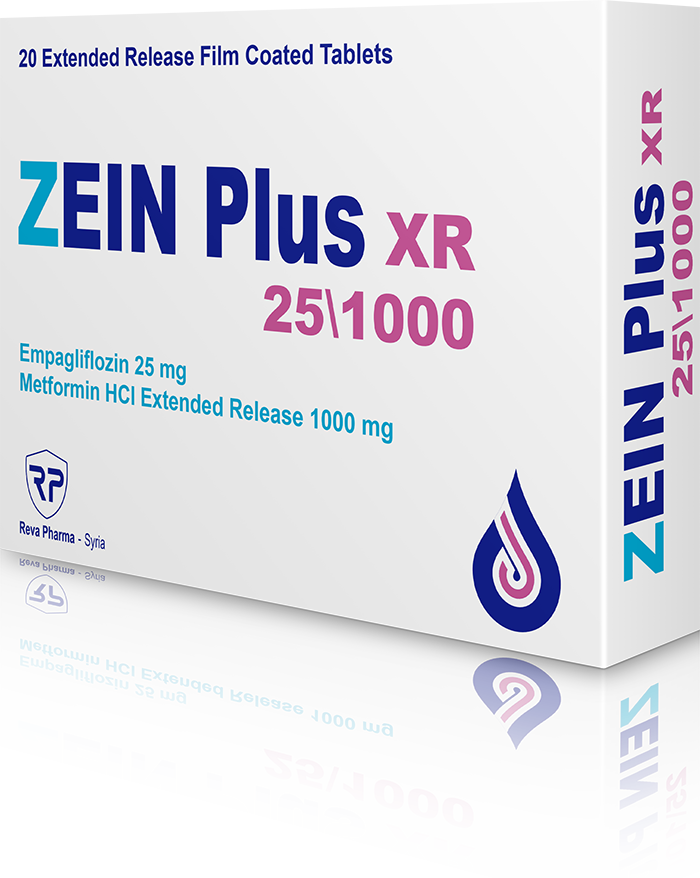 20 Extended Release Film Coated Tablets
ZEIN Plus XR
25\1000
Empagliflozin 25 mg
Metformin HCl Extended Release 1000 mg
RP
Reva Pharma - Syria
ZEIN Plus XR
25\1000